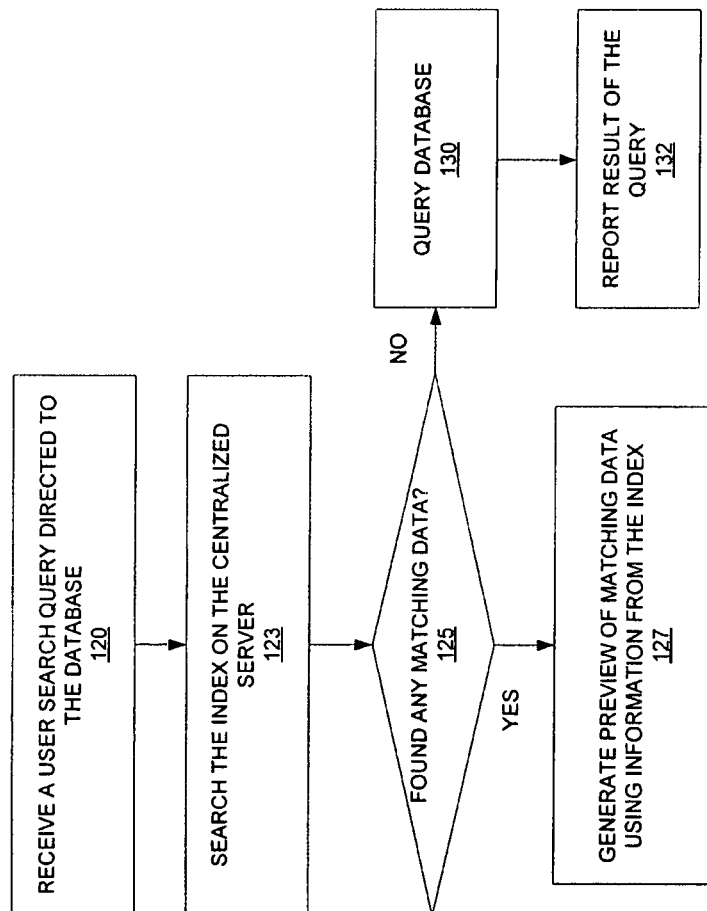 RECEIVE A USER SEARCH QUERY DIRECTED TO
THE DATABASE
120
SEARCH THE INDEX ON THE CENTRALIZED
SERVER
123
FOUND ANY MATCHING DATA?
125
NO
YES
QUERY DATABASE
130
REPORT RESULT OF THE
QUERY
132
GENERATE PREVIEW OF MATCHING DATA
USING INFORMATION FROM THE INDEX
127